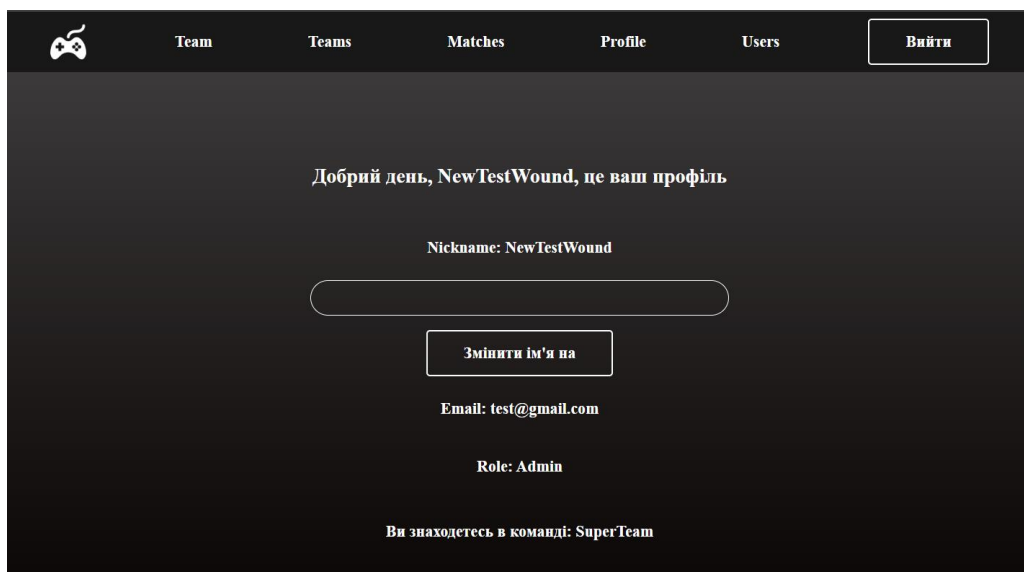 Team Teams Matches Profile Users Вийти
Добрий день, NewTestWound, це ваш профіль
Nickname: NewTestWound
Змінити ім'я на
Email: test@gmail.com
Role: Admin
Ви знаходетесь в команді: SuperTeam